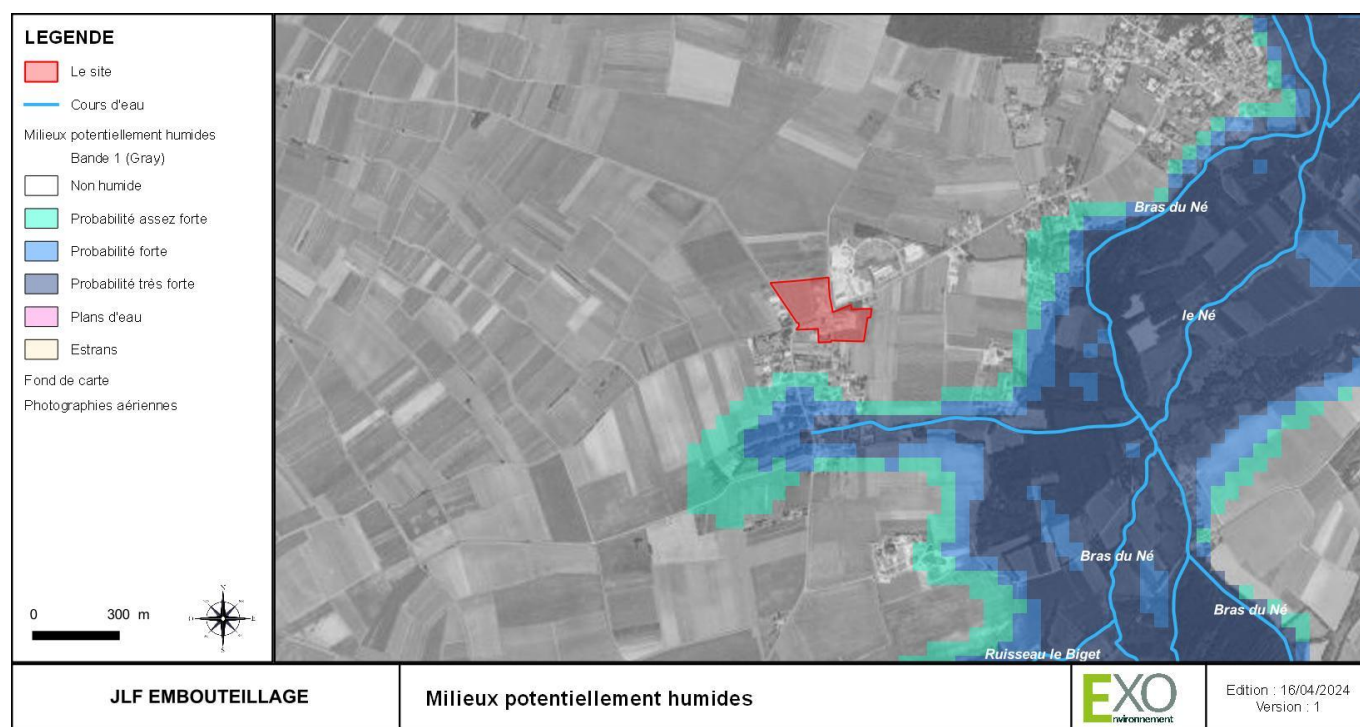 LEGENDE
Le site
Cours d'eau
Milieux potentiellement humides
Bande 1 (Gray)
Non humide
Probabilité assez forte
Probabilité forte
Probabilité très forte
Plans d'eau
Estrans
Fond de carte
Photographies aériennes
0 300 m
Bras du Né
le Né
Bras du Né
Bras du Né
Ruisseau le Biget
JLF EMBOUTEILLAGE
Milieux potentiellement humides
EXO
nvironnement
Edition : 16/04/2024
Version : 1